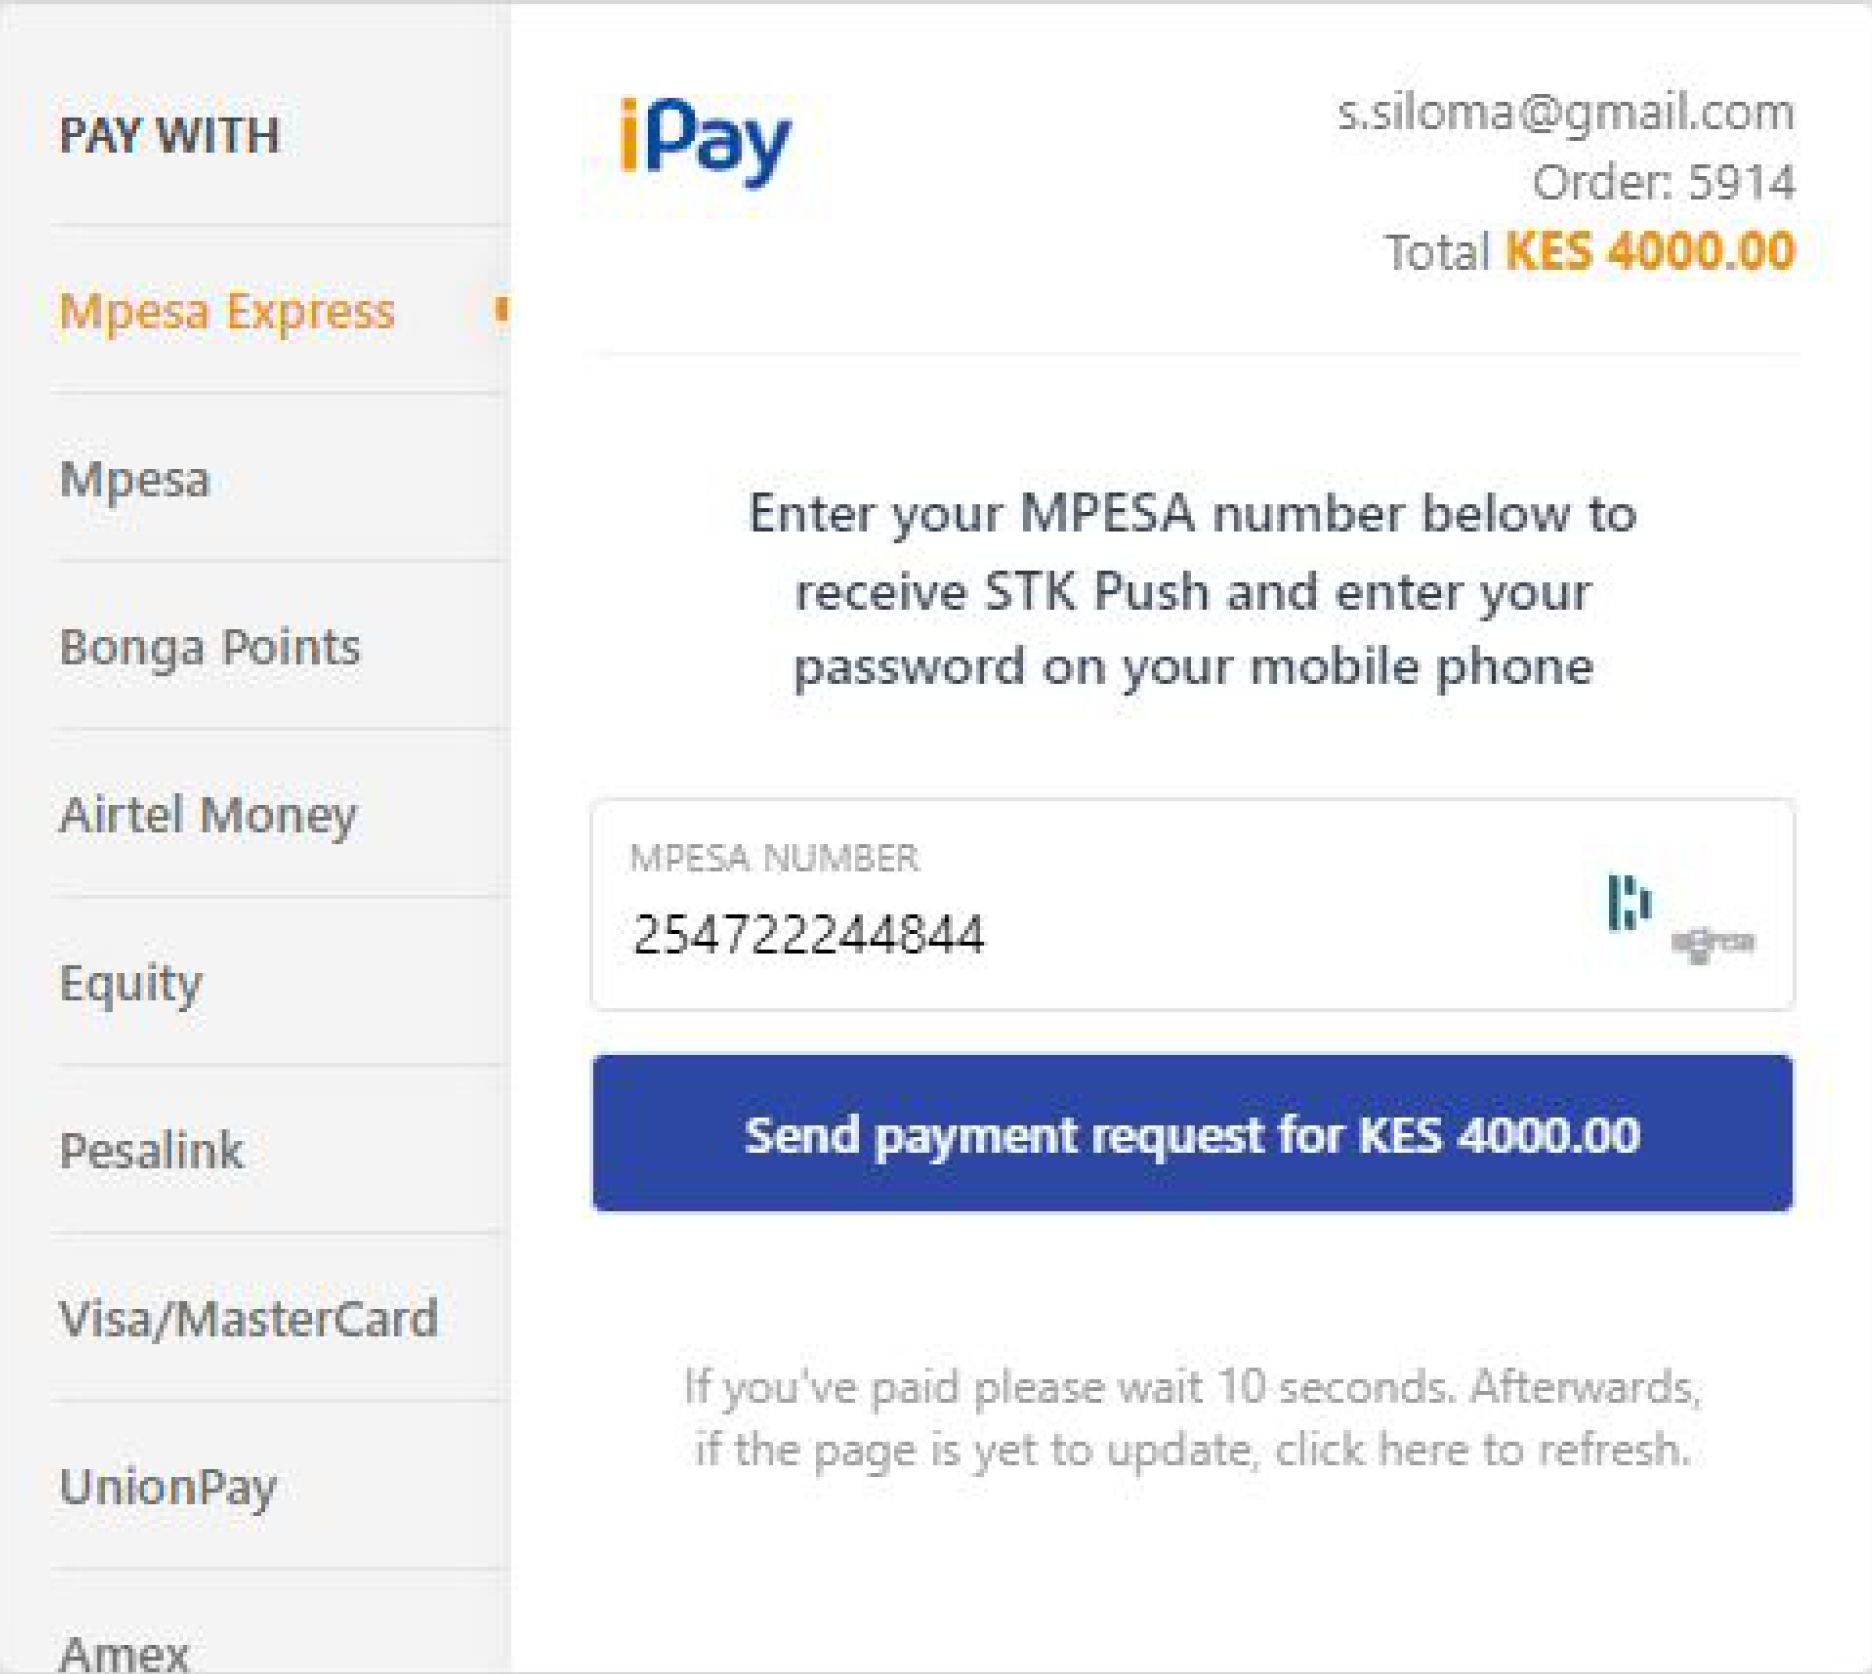 PAY WITH
Mpesa Express
Mpesa
Bonga Points
Airtel Money
Equity
Pesalink
Visa/MasterCard
UnionPay
Amex
iPay
s.siloma@gmail.com
Order: 5914
Total KES 4000.00
Enter your MPESA number below to
receive STK Push and enter your
password on your mobile phone
MPESA NUMBER
254722244844
Send payment request for KES 4000.00
If you've paid please wait 10 seconds. Afterwards,
if the page is yet to update, click here to refresh.